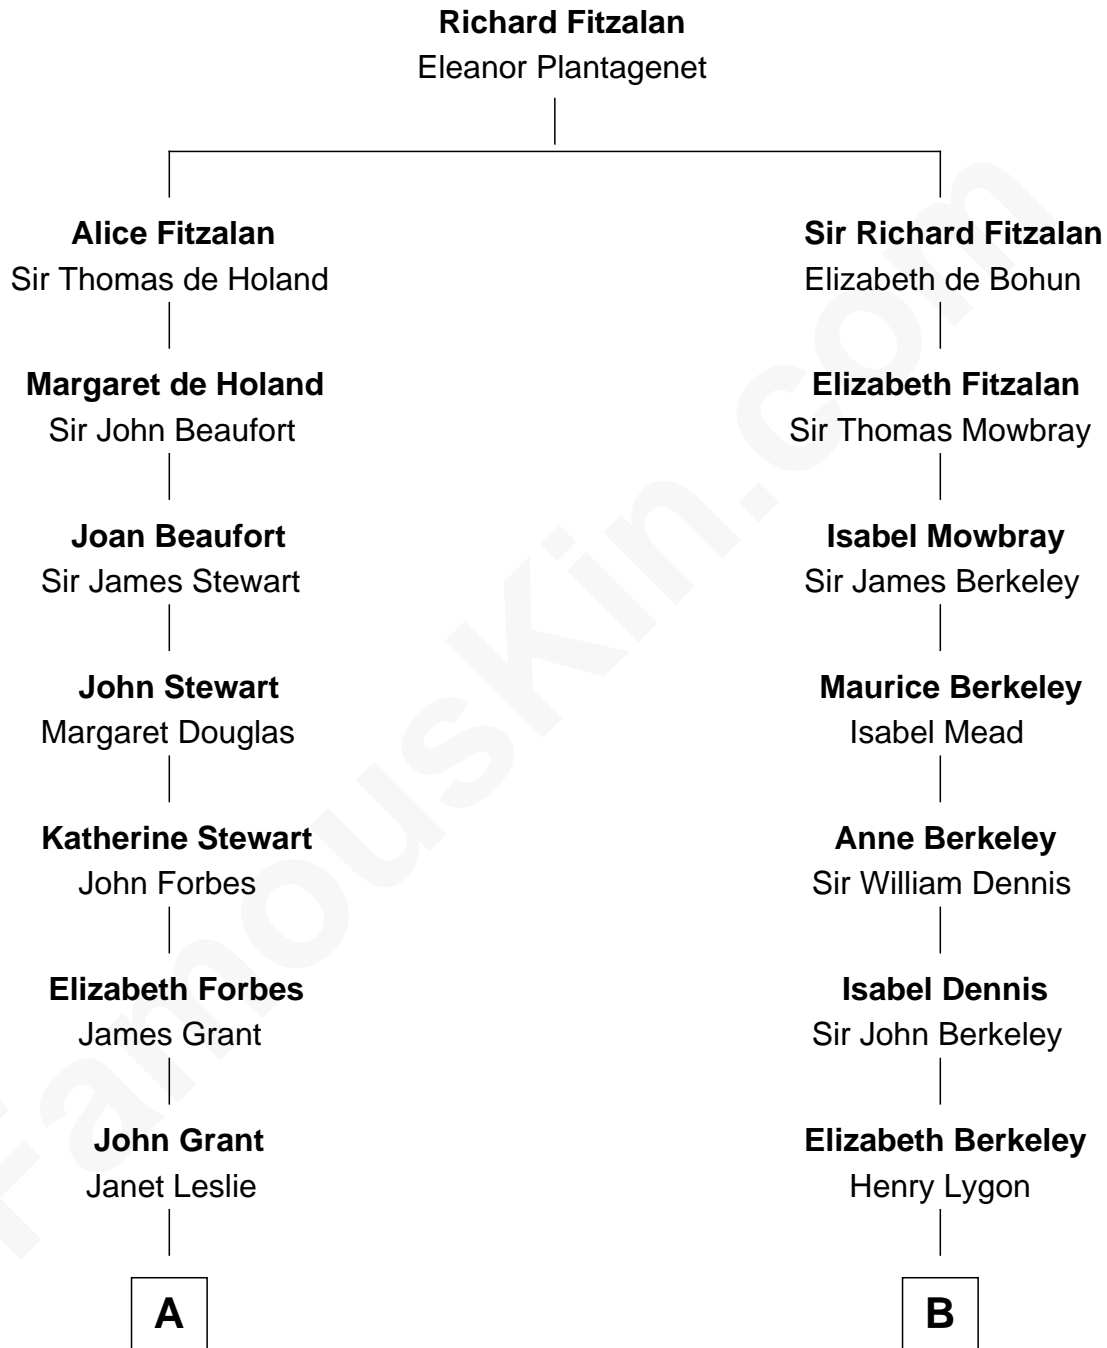 Richard Fitzalan
Eleanor Plantagenet
Alice Fitzalan
Sir Thomas de Holand
Margaret de Holand
Sir John Beaufort
Joan Beaufort
Sir James Stewart
John Stewart
Margaret Douglas
Katherine Stewart
John Forbes
Elizabeth Forbes
James Grant
John Grant
Janet Leslie
A
Sir Richard Fitzalan
Elizabeth de Bohun
Elizabeth Fitzalan
Sir Thomas Mowbray
Isabel Mowbray
Sir James Berkeley
Maurice Berkeley
Isabel Mead
Anne Berkeley
Sir William Dennis
Isabel Dennis
Sir John Berkeley
Elizabeth Berkeley
Henry Lygon
B
FamousKin.com